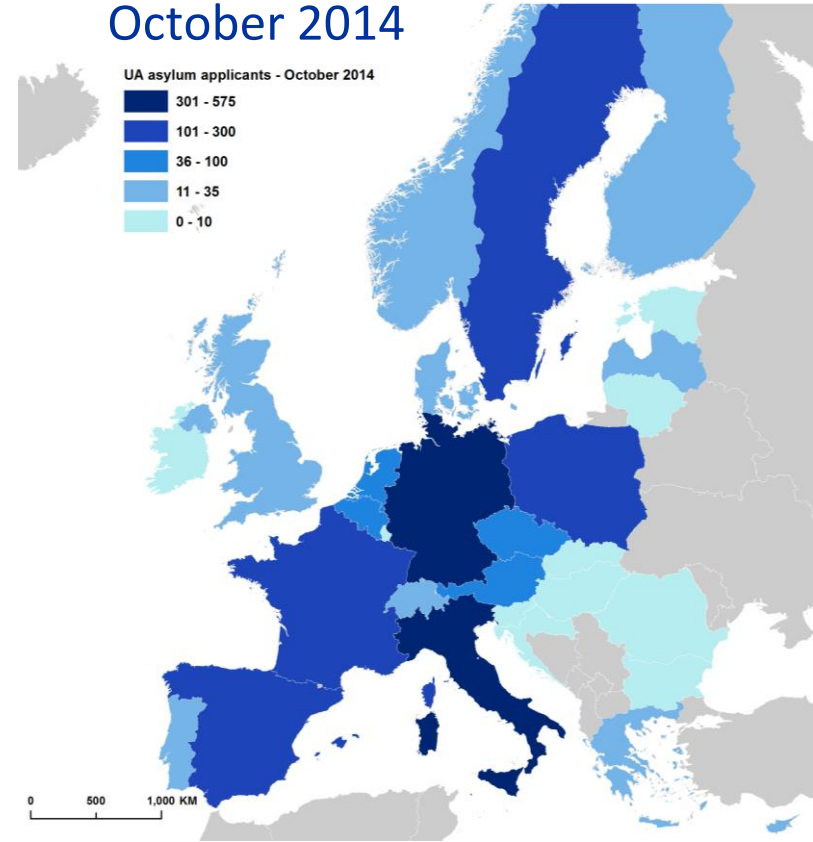 October 2014
UA asylum applicants - October 2014
301 - 575
101 - 300
36 - 100
11 - 35
0 - 10
0 500 1,000 KM